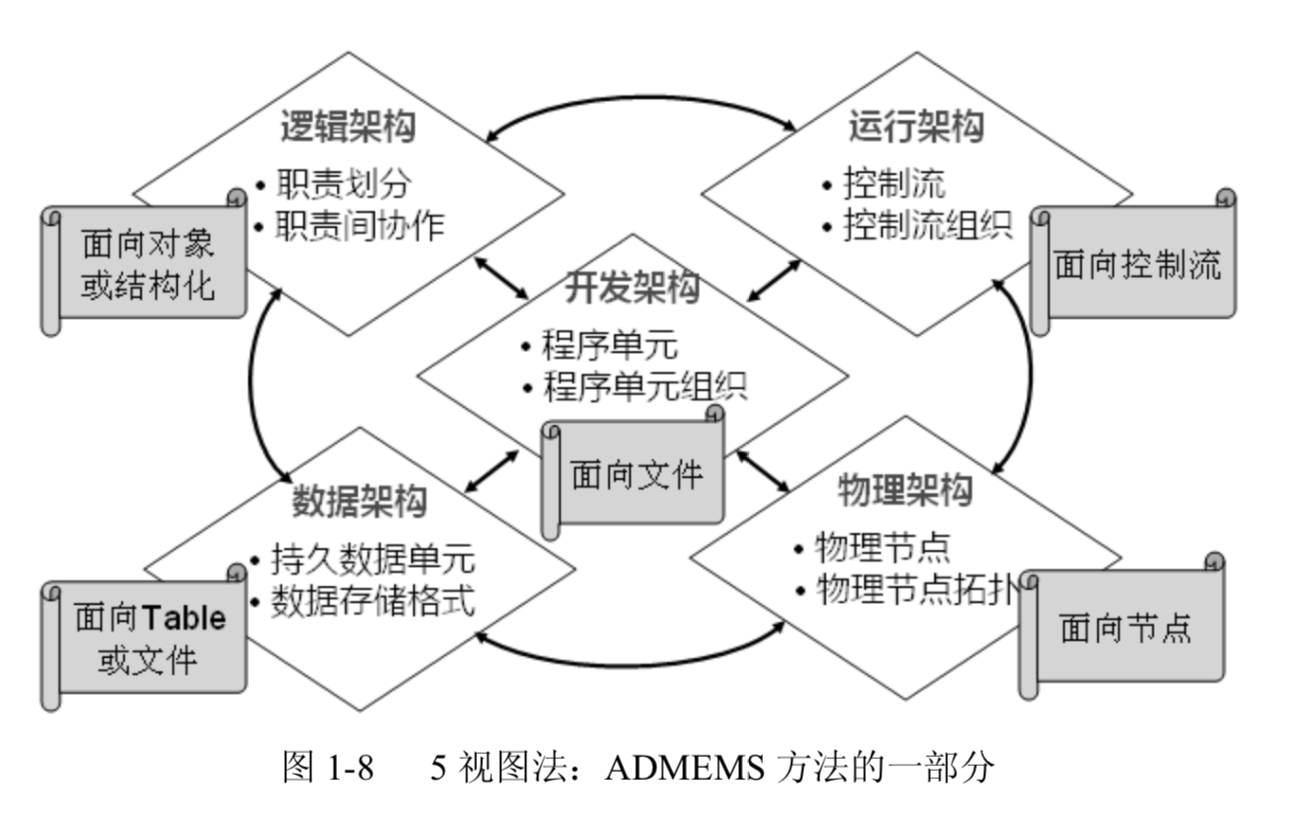 逻辑架构
• 职责划分
• 职责间协作
面向对象
或结构化
运行架构
• 控制流
• 控制流组织
面向控制流
开发架构
• 程序单元
• 程序单元组织
面向文件
数据架构
• 持久数据单元
• 数据存储格式
面向Table
或文件
物理架构
• 物理节点
• 物理节点拓扑
面向节点
图 1-8 5 视图法：ADMEMS 方法的一部分